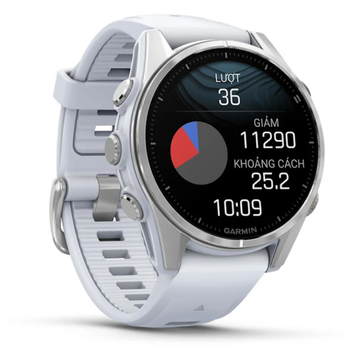 LƯỢT
36
GIẢM
11290
KHOẢNG CÁCH
25.2
10:09
GARMIN